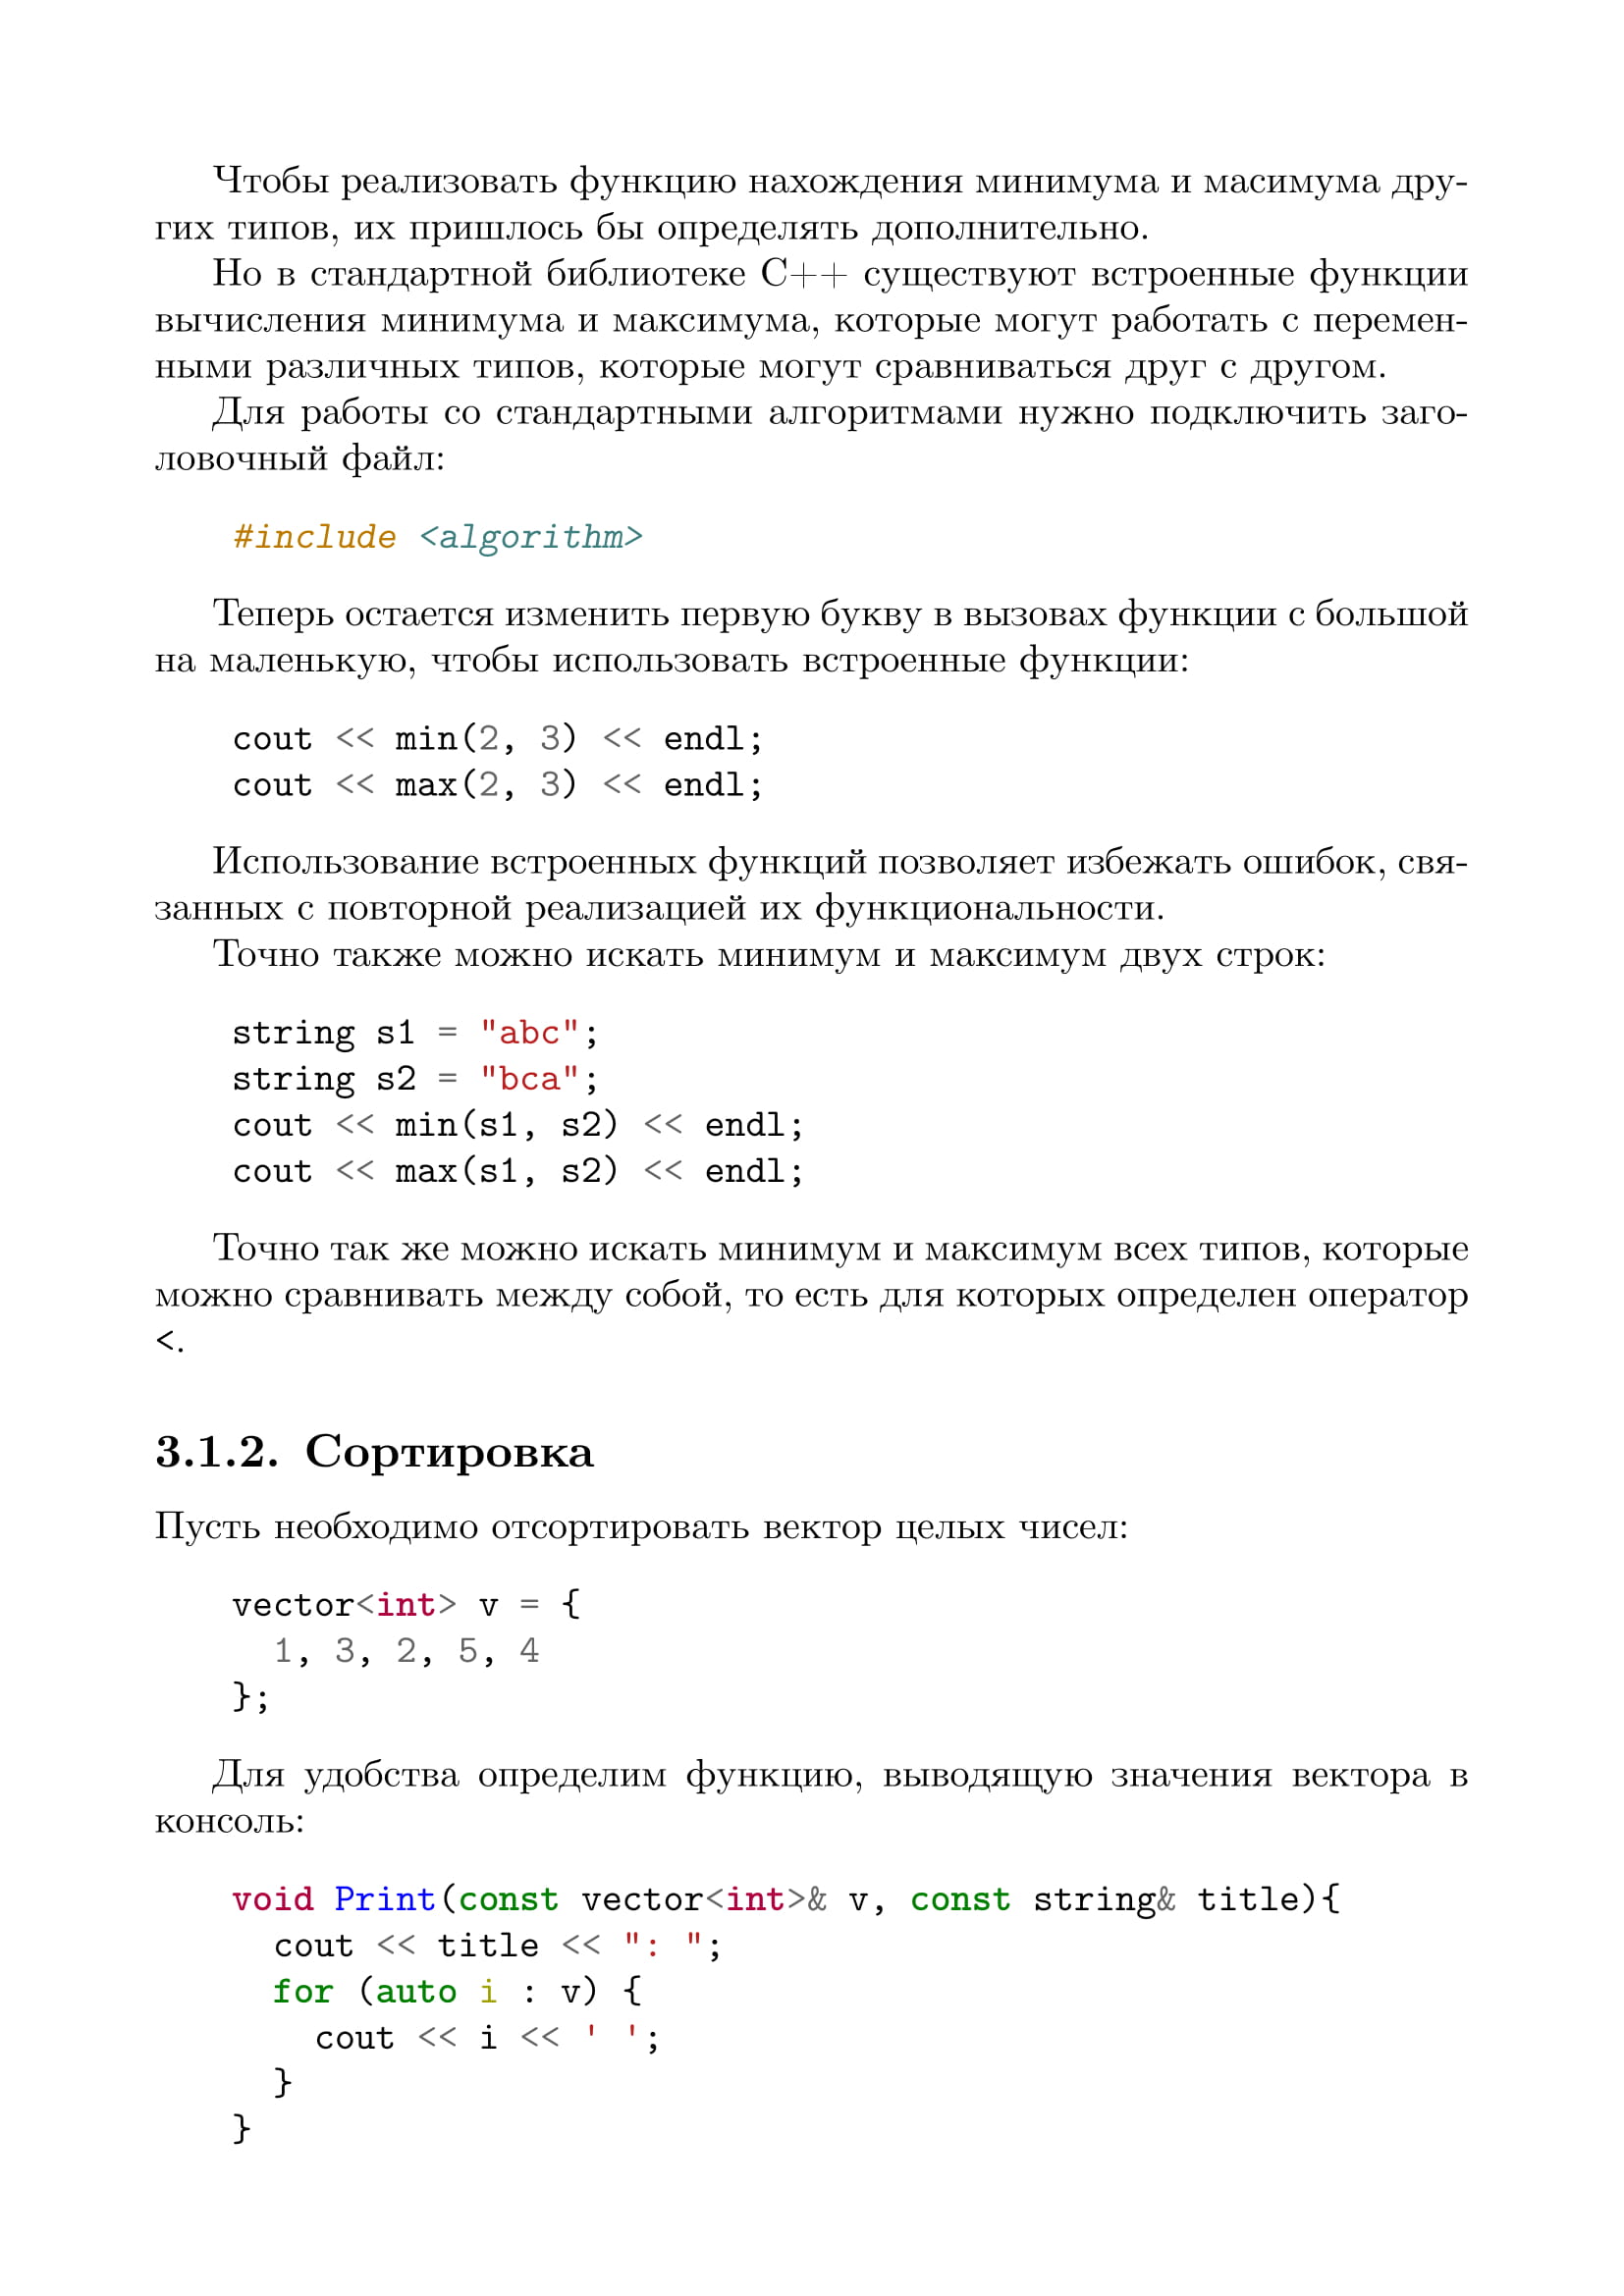 Чтобы реализовать функцию нахождения минимума и масимума дру-
гих типов, их пришлось бы определять дополнительно.
Но в стандартной библиотеке C++ существуют встроенные функции
вычисления минимума и максимума, которые могут работать с перемен-
ными различных типов, которые могут сравниваться друг с другом.
Для работы со стандартными алгоритмами нужно подключить заго-
ловочный файл:
#include <algorithm>
Теперь остается изменить первую букву в вызовах функции с большой
на маленькую, чтобы использовать встроенные функции:
cout << min(2, 3) << endl;
cout << max(2, 3) << endl;
Использование встроенных функций позволяет избежать ошибок, свя-
занных с повторной реализацией их функциональности.
Точно также можно искать минимум и максимум двух строк:
string s1 = "abc";
string s2 = "bca";
cout << min(s1, s2) << endl;
cout << max(s1, s2) << endl;
Точно так же можно искать минимум и максимум всех типов, которые
можно сравнивать между собой, то есть для которых определен оператор
<.
3.1.2. Сортировка
Пусть необходимо отсортировать вектор целых чисел:
vector<int> v = {
  1, 3, 2, 5, 4
};
Для удобства определим функцию, выводящую значения вектора в
консоль:
void Print(const vector<int>& v, const string& title){
  cout << title << ": ";
  for (auto i : v) {
    cout << i << ' ';
  }
}